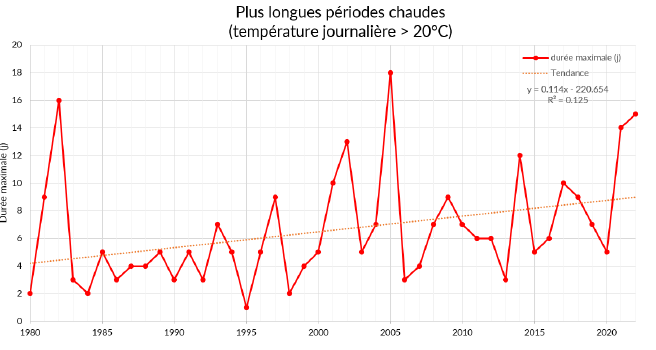 Plus longues périodes chaudes
(température journalière > 20°C)
20
18
16
14
12
10
8
6
4
2
0
Durée maximale (j)
durée maximale (j)
Tendance
y = 0.114x - 220.654
R² = 0.125
1980 1985 1990 1995 2000 2005 2010 2015 2020